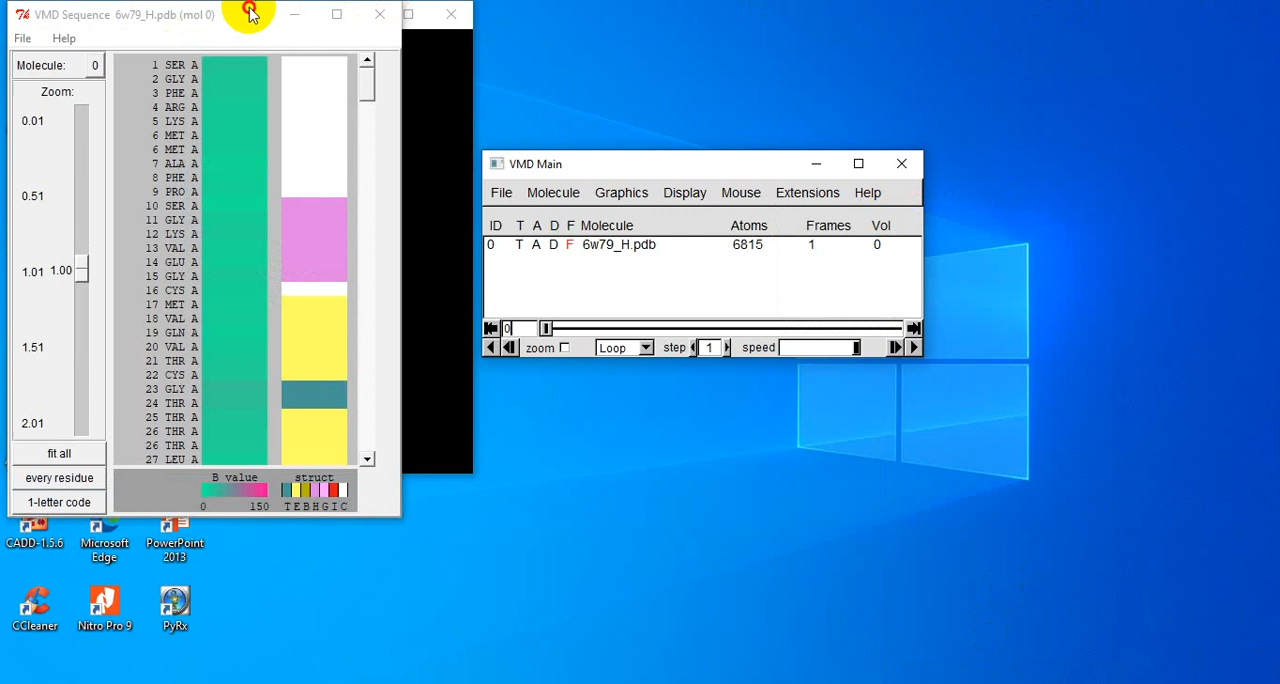 VMD Sequence 6w79_H.pdb (mol 0)
File Help
Molecule: 0
Zoom:
0.01
0.51
1.01 1.00
1.51
2.01
fit all
every residue
1-letter code
1 SER A
2 GLY A
3 PHE A
4 ARG A
5 LYS A
6 MET A
6 MET A
7 ALA A
8 PHE A
9 PRO A
10 SER A
11 GLY A
12 LYS A
13 VAL A
14 GLU A
15 GLY A
16 CYS A
17 MET A
18 VAL A
19 GLN A
20 VAL A
21 THR A
22 CYS A
23 GLY A
24 THR A
25 THR A
26 THR A
26 THR A
27 LEU A
B value struct
0 150 T E B H G I C
VMD Main
File Molecule Graphics Display Mouse Extensions Help
ID T A D F Molecule Atoms Frames Vol
0 T A D F 6w79_H.pdb 6815 1 0
0
zoom Loop step 1 speed
CADD-1.5.6
Microsoft Edge
PowerPoint 2013
CCleaner
Nitro Pro 9
PyRx